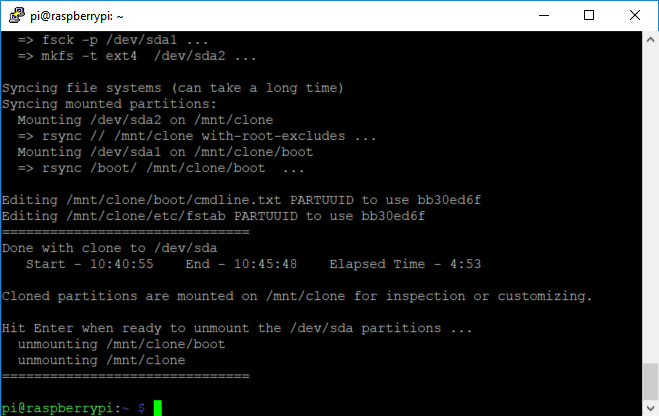 pi@raspberrypi: ~
=> fsck -p /dev/sda1 ...
=> mkfs -t ext4  /dev/sda2 ...
Syncing file systems (can take a long time)
Syncing mounted partitions:
Mounting /dev/sda2 on /mnt/clone
=> rsync // /mnt/clone with-root-excludes ...
Mounting /dev/sda1 on /mnt/clone/boot
=> rsync /boot/ /mnt/clone/boot  ...
Editing /mnt/clone/boot/cmdline.txt PARTUUID to use bb30ed6f
Editing /mnt/clone/etc/fstab PARTUUID to use bb30ed6f
===============================
Done with clone to /dev/sda
Start - 10:40:55    End - 10:45:48    Elapsed Time - 4:53
Cloned partitions are mounted on /mnt/clone for inspection or customizing.
Hit Enter when ready to unmount the /dev/sda partitions ...
unmounting /mnt/clone/boot
unmounting /mnt/clone
===============================
pi@raspberrypi:~ $